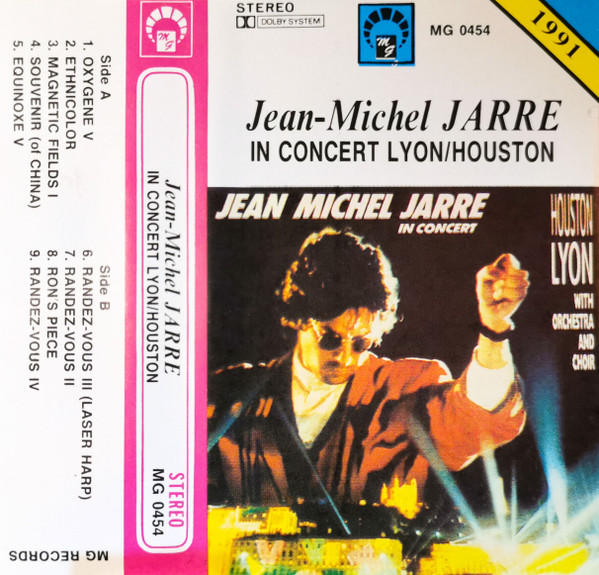 Side A
1. OXYGENE V
2. ETHNICOLOR
3. MAGNETIC FIELDS I
4. SOUVENIR (of CHINA)
5. EQUINOXE V
Side B
6. RANDEZ-VOUS III (LASER HARP)
7. RANDEZ-VOUS II
8. RON'S PIECE
9. RANDEZ-VOUS IV
MG RECORDS
MG
Jean-Michel JARRE
IN CONCERT LYON/HOUSTON
STEREO
MG 0454
STEREO
DOLBY SYSTEM
MG
MG 0454
1991
Jean-Michel JARRE
IN CONCERT LYON/HOUSTON
JEAN MICHEL JARRE
IN CONCERT
HOUSTON
LYON
WITH
ORCHESTRA
AND
CHOIR